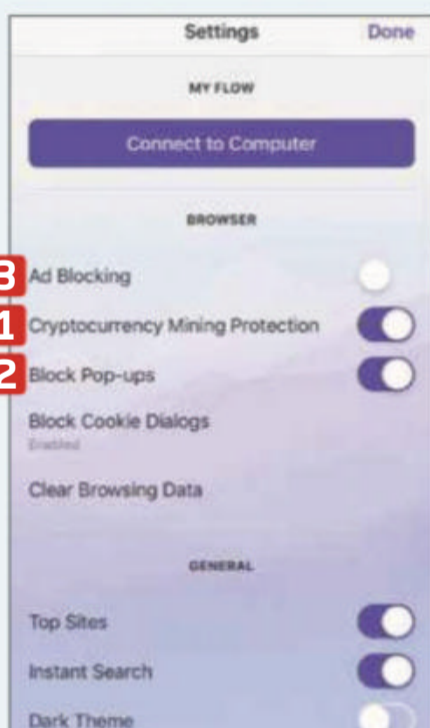 Settings Done
MY FLOW
Connect to Computer
BROWSER
3 Ad Blocking
1 Cryptocurrency Mining Protection
2 Block Pop-ups
Block Cookie Dialogs
Enabled
Clear Browsing Data
GENERAL
Top Sites
Instant Search
Dark Theme